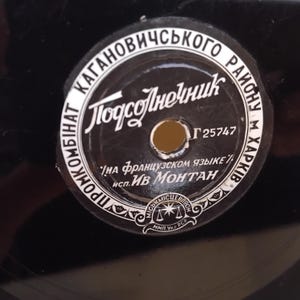 ПРОМКОМБІНАТ КАГАНОВИЧСЬКОГО РАЙОНУ М. ХАРКІВ
Подсолнечник
Г 25747
(НА ФРАНЦУЗСКОМ ЯЗЫКЕ)
исп. ИВ МОНТАН